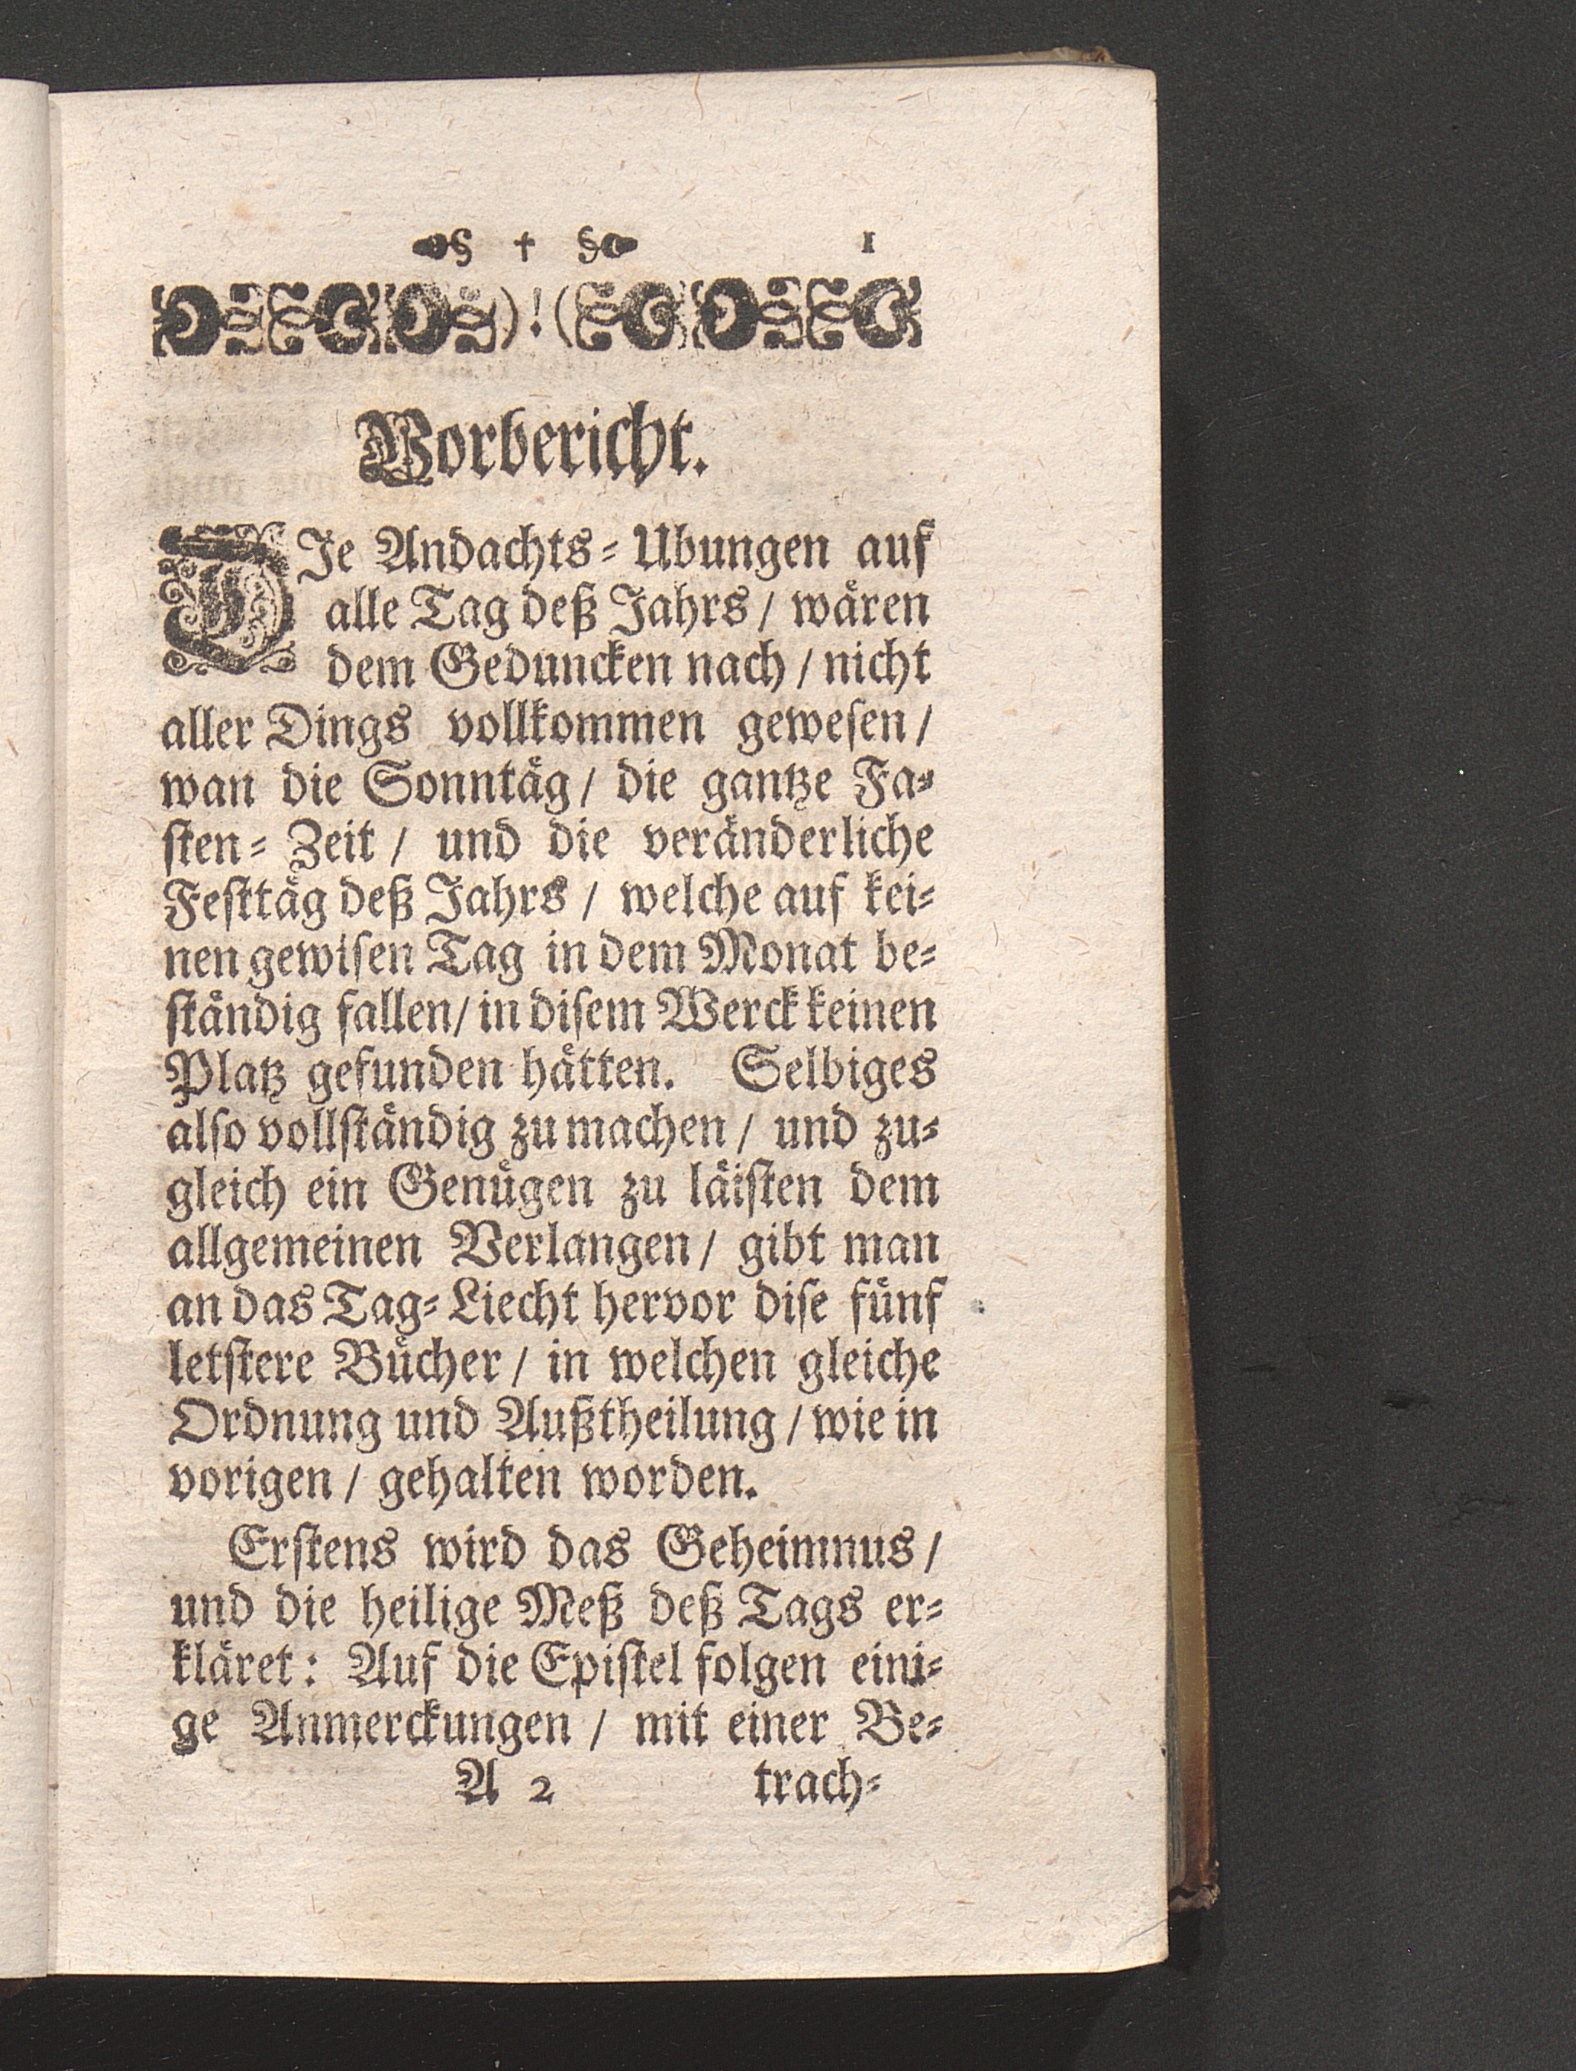 § † § 1
)!(
Vorbericht.
DIe Andachts-Ubungen auf
alle Tag deß Jahrs / wären
dem Geduncken nach / nicht
aller Dings vollkommen gewesen /
wan die Sonntäg / die gantze Fa-
sten-Zeit / und die veränderliche
Festtäg deß Jahrs / welche auf kei-
nen gewisen Tag in dem Monat be-
ständig fallen / in disem Werck keinen
Platz gefunden hätten. Selbiges
also vollständig zu machen / und zu-
gleich ein Genügen zu läisten dem
allgemeinen Verlangen / gibt man
an das Tag-Liecht hervor dise fünf
letstere Bücher / in welchen gleiche
Ordnung und Außtheilung / wie in
vorigen / gehalten worden.
Erstens wird das Geheimnus /
und die heilige Meß deß Tags er-
kläret: Auf die Epistel folgen eini-
ge Anmerckungen / mit einer Be-
A 2 trach-